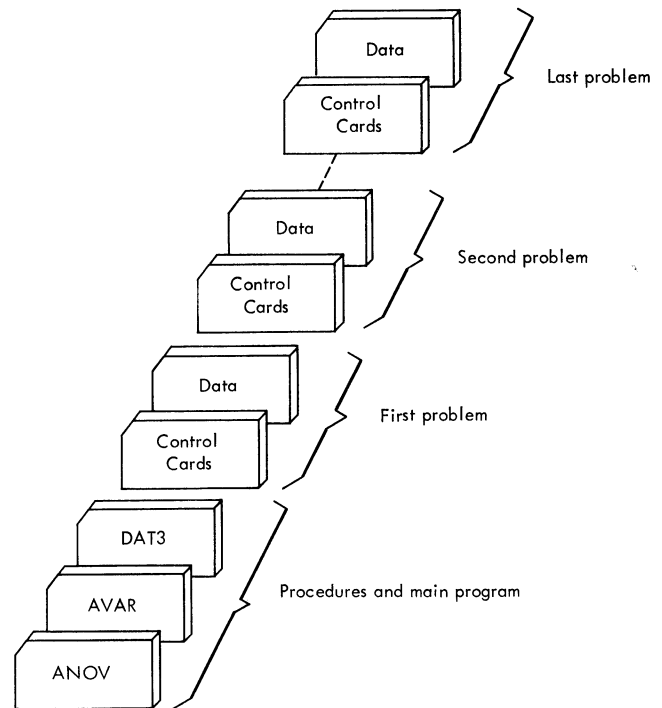 Data
Last problem
Control
Cards
Data
Second problem
Control
Cards
Data
First problem
Control
Cards
DAT3
Procedures and main program
AVAR
ANOV